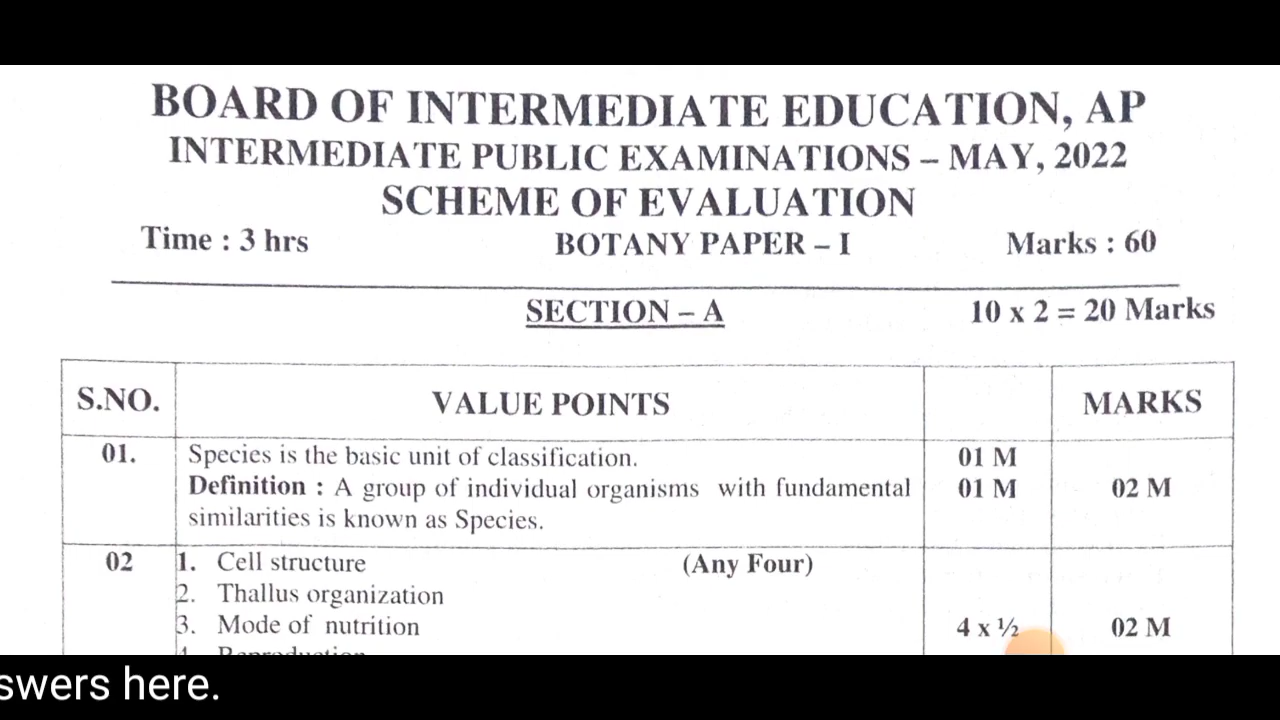 BOARD OF INTERMEDIATE EDUCATION, AP
INTERMEDIATE PUBLIC EXAMINATIONS – MAY, 2022
SCHEME OF EVALUATION
Time : 3 hrs BOTANY PAPER – I Marks : 60
SECTION – A 10 x 2 = 20 Marks
S.NO. VALUE POINTS MARKS
01. Species is the basic unit of classification. 01 M
Definition : A group of individual organisms with fundamental 01 M 02 M
similarities is known as Species.
02 1. Cell structure (Any Four)
2. Thallus organization
3. Mode of nutrition 4 x ½ 02 M
4. Reproduction
swers here.